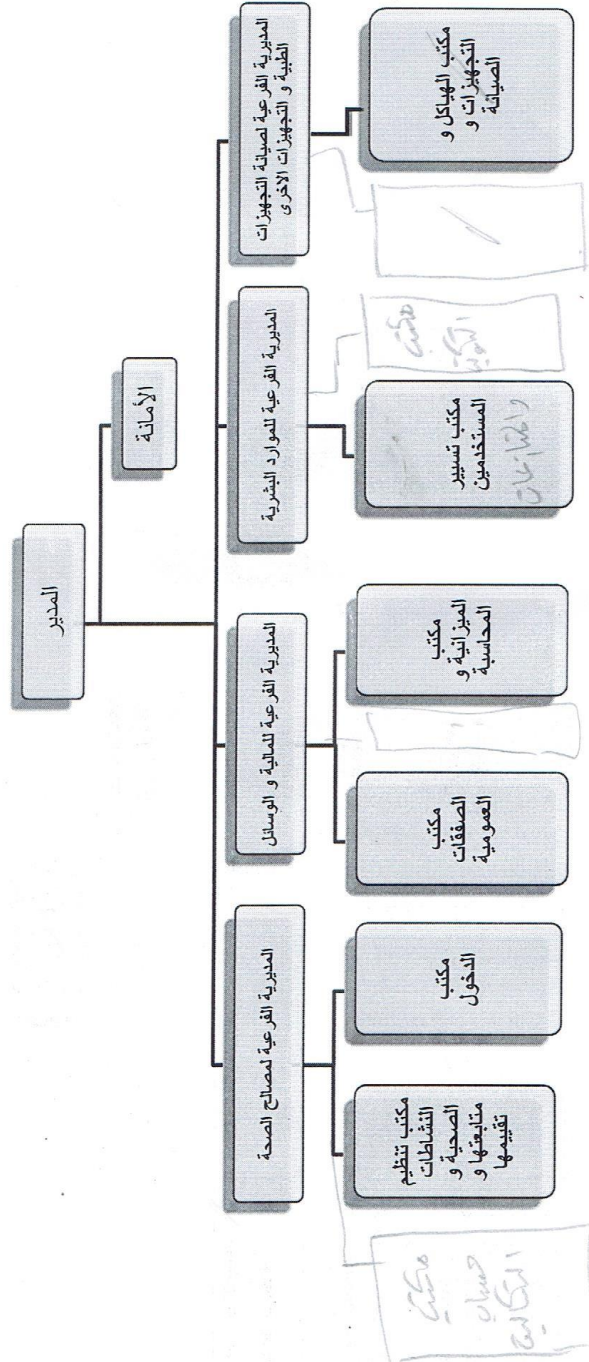 المدير
الأمانة
المديرية الفرعية لصيانة التجهيزات
الطبية و التجهيزات الاخرى
المديرية الفرعية للموارد البشرية
المديرية الفرعية للمالية و الوسائل
المديرية الفرعية لمصالح الصحة
مكتب الهياكل و
التجهيزات و
الصيانة
مكتب
التكوين
مكتب تسيير
المستخدمين
والمنازعات
مكتب
الميزانية و
المحاسبة
مكتب
الصفقات
العمومية
مكتب
الدخول
مكتب تنظيم
النشاطات
الصحية و
متابعتها و
تقييمها
مكتب
حساب
التكاليف